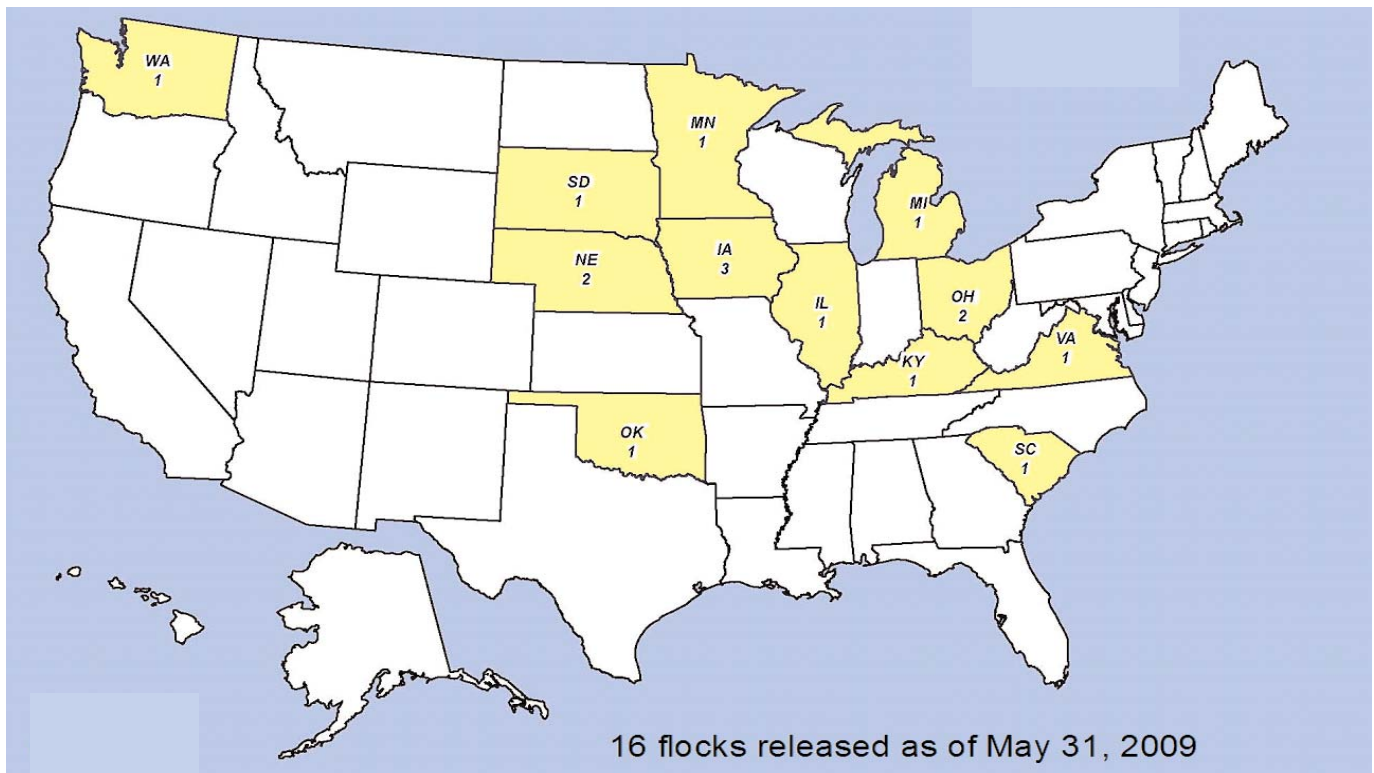 WA
1
MN
1
SD
1
MI
1
NE
2
IA
3
IL
1
OH
2
VA
1
KY
1
OK
1
SC
1
16 flocks released as of May 31, 2009